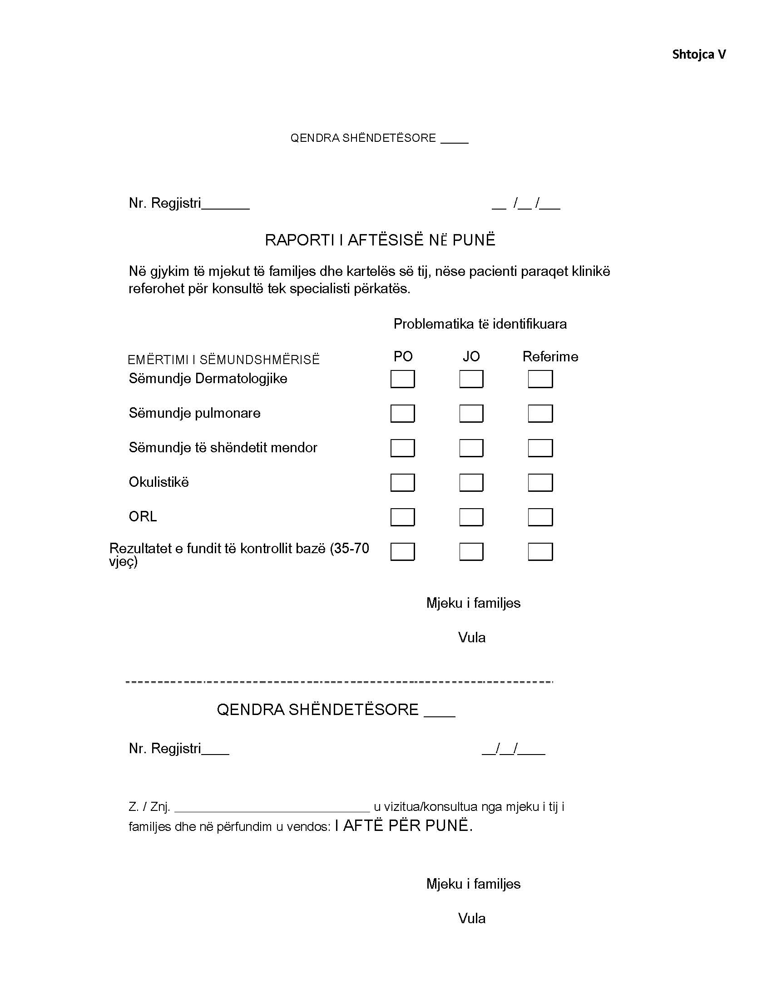 Shtojca V
QENDRA SHËNDETËSORE ____
Nr. Regjistri_______ __ /__ /___
RAPORTI I AFTËSISË NË PUNË
Në gjykim të mjekut të familjes dhe kartelës së tij, nëse pacienti paraqet klinikë
referohet për konsultë tek specialisti përkatës.
Problematika të identifikuara
EMËRTIMI I SËMUNDSHMËRISË PO JO Referime
Sëmundje Dermatologjike
Sëmundje pulmonare
Sëmundje të shëndetit mendor
Okulistikë
ORL
Rezultatet e fundit të kontrollit bazë (35-70
vjeç)
Mjeku i familjes
Vula
QENDRA SHËNDETËSORE ____
Nr. Regjistri____ __/__/____
Z. / Znj. ____________________________ u vizitua/konsultua nga mjeku i tij i
familjes dhe në përfundim u vendos: I AFTË PËR PUNË.
Mjeku i familjes
Vula